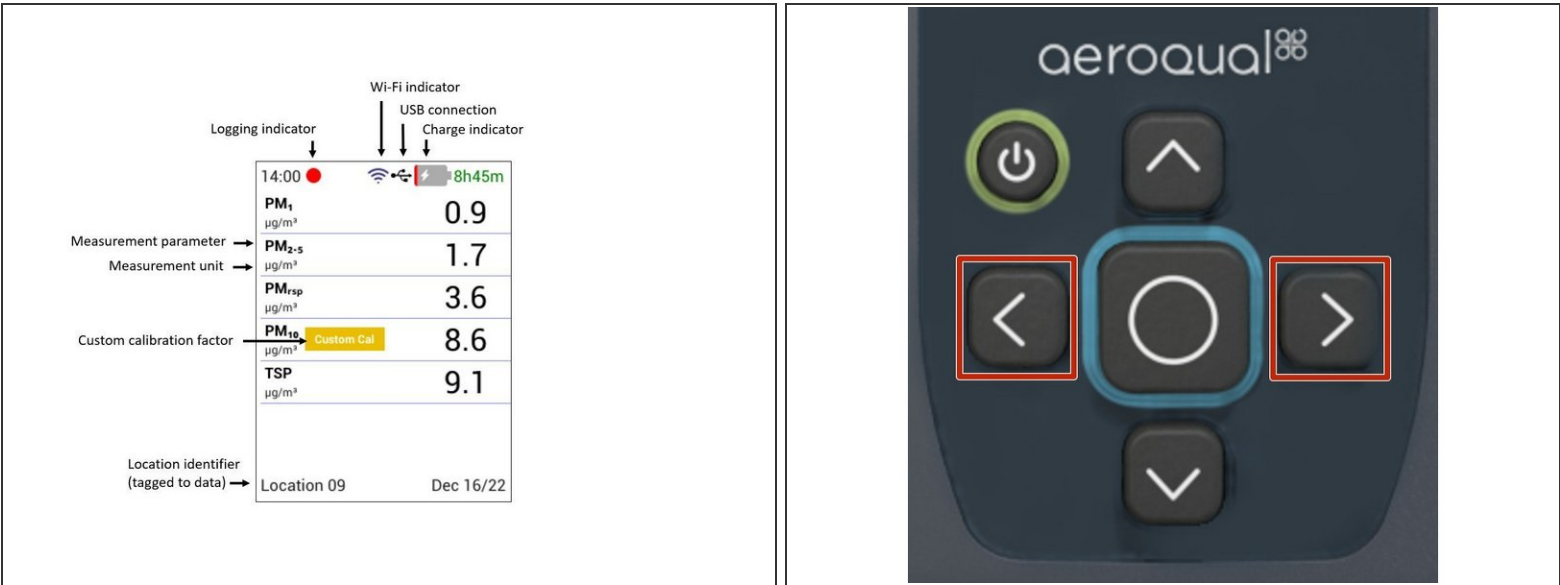 Wi-Fi indicator
USB connection
Logging indicator
Charge indicator
14:00
8h45m
PM₁
µg/m³
0.9
Measurement parameter
PM₂.₅
Measurement unit
µg/m³
1.7
PMrsp
µg/m³
3.6
Custom calibration factor
PM₁₀
Custom Cal
µg/m³
8.6
TSP
µg/m³
9.1
Location identifier
(tagged to data)
Location 09
Dec 16/22
aeroqual